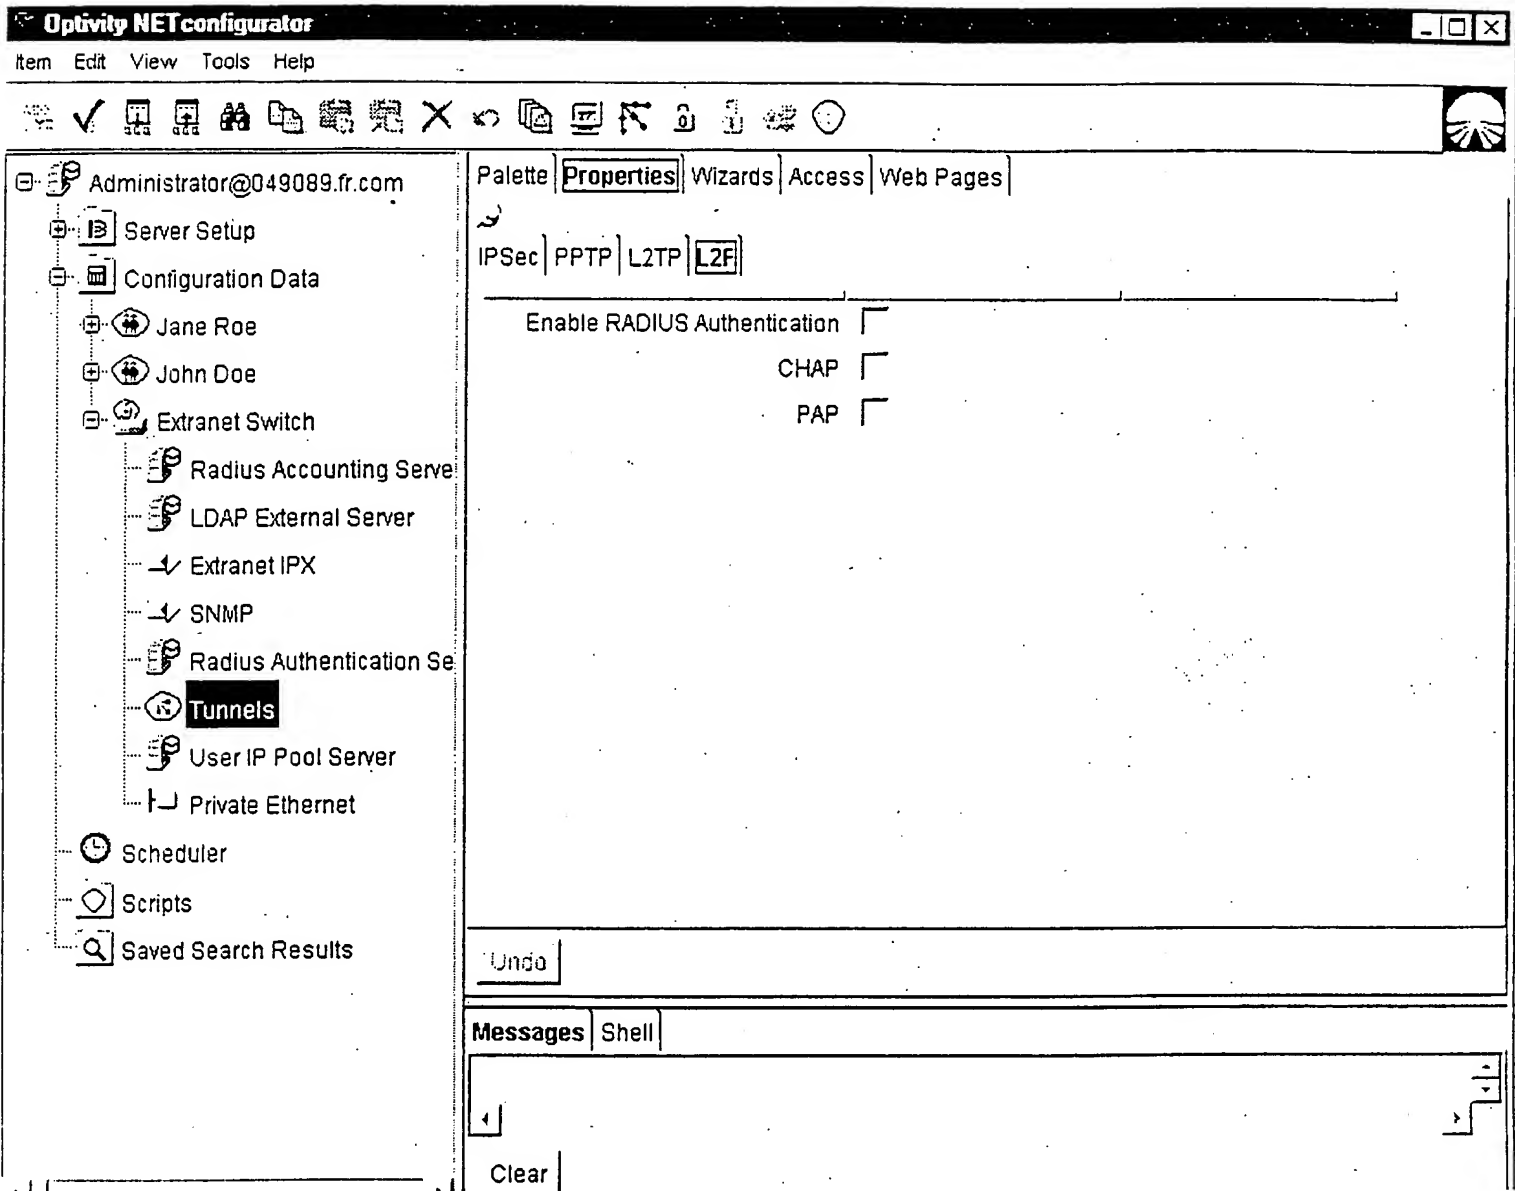 Optivity NETconfigurator
Item Edit View Tools Help
Administrator@049089.fr.com
Server Setup
Configuration Data
Jane Roe
John Doe
Extranet Switch
Radius Accounting Serve
LDAP External Server
Extranet IPX
SNMP
Radius Authentication Se
Tunnels
User IP Pool Server
Private Ethernet
Scheduler
Scripts
Saved Search Results
Palette Properties Wizards Access Web Pages
IPSec PPTP L2TP L2F
Enable RADIUS Authentication
CHAP
PAP
Undo
Messages Shell
Clear